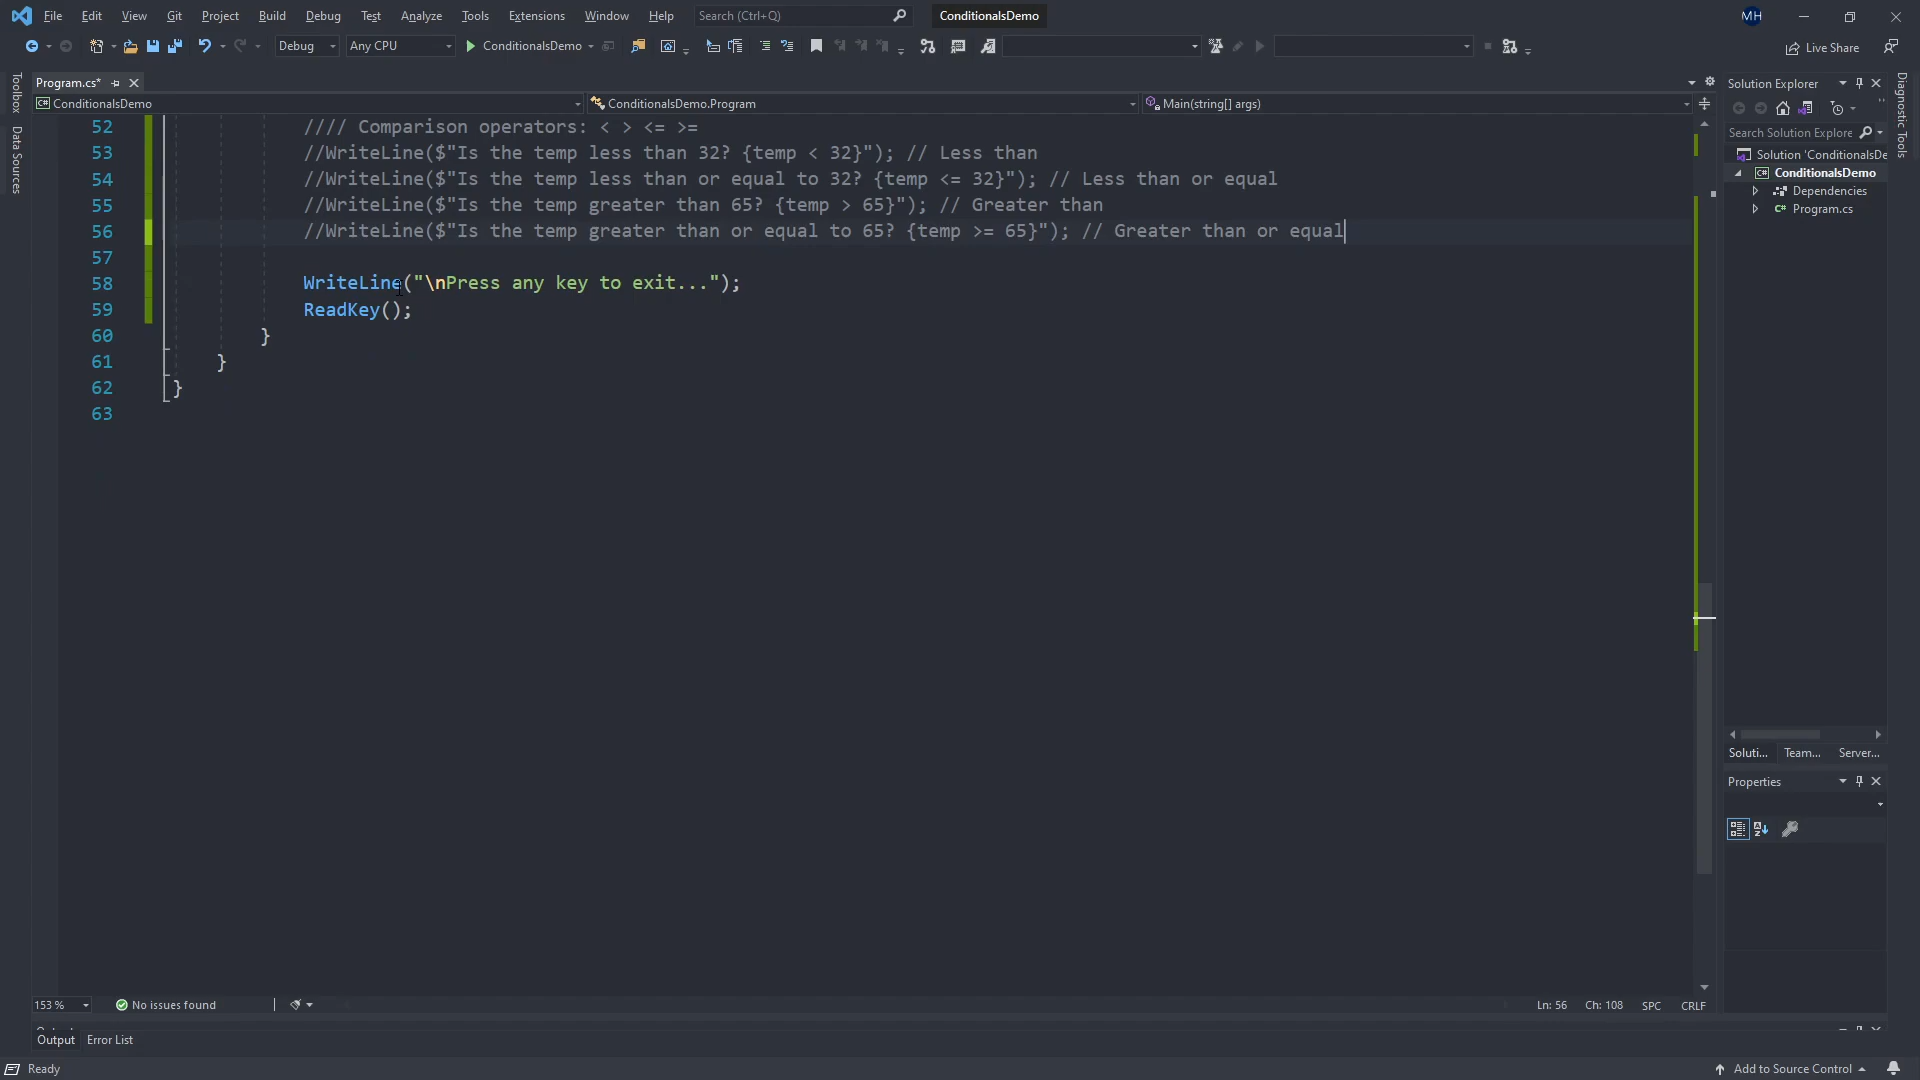 File Edit View Git Project Build Debug Test Analyze Tools Extensions Window Help Search (Ctrl+Q) ConditionalsDemo MH
Debug Any CPU ConditionalsDemo Live Share
Program.cs*
ConditionalsDemo ConditionalsDemo.Program Main(string[] args)
52 //// Comparison operators: < > <= >=
53 //WriteLine($"Is the temp less than 32? {temp < 32}"); // Less than
54 //WriteLine($"Is the temp less than or equal to 32? {temp <= 32}"); // Less than or equal
55 //WriteLine($"Is the temp greater than 65? {temp > 65}"); // Greater than
56 //WriteLine($"Is the temp greater than or equal to 65? {temp >= 65}"); // Greater than or equal
57
58 WriteLine("\nPress any key to exit...");
59 ReadKey();
60 }
61 }
62 }
63
Toolbox
Data Sources
Solution Explorer
Search Solution Explore
Solution 'ConditionalsDe
ConditionalsDemo
Dependencies
C# Program.cs
Soluti... Team... Server...
Properties
Diagnostic Tools
153 % No issues found Ln: 56 Ch: 108 SPC CRLF
Output Error List
Ready Add to Source Control